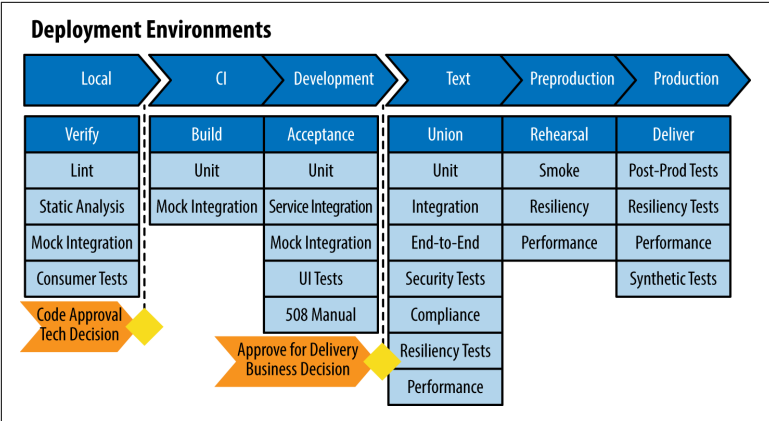 Deployment Environments
Local
CI
Development
Text
Preproduction
Production
Verify
Lint
Static Analysis
Mock Integration
Consumer Tests
Code Approval
Tech Decision
Build
Unit
Mock Integration
Acceptance
Unit
Service Integration
Mock Integration
UI Tests
508 Manual
Approve for Delivery
Business Decision
Union
Unit
Integration
End-to-End
Security Tests
Compliance
Resiliency Tests
Performance
Rehearsal
Smoke
Resiliency
Performance
Deliver
Post-Prod Tests
Resiliency Tests
Performance
Synthetic Tests